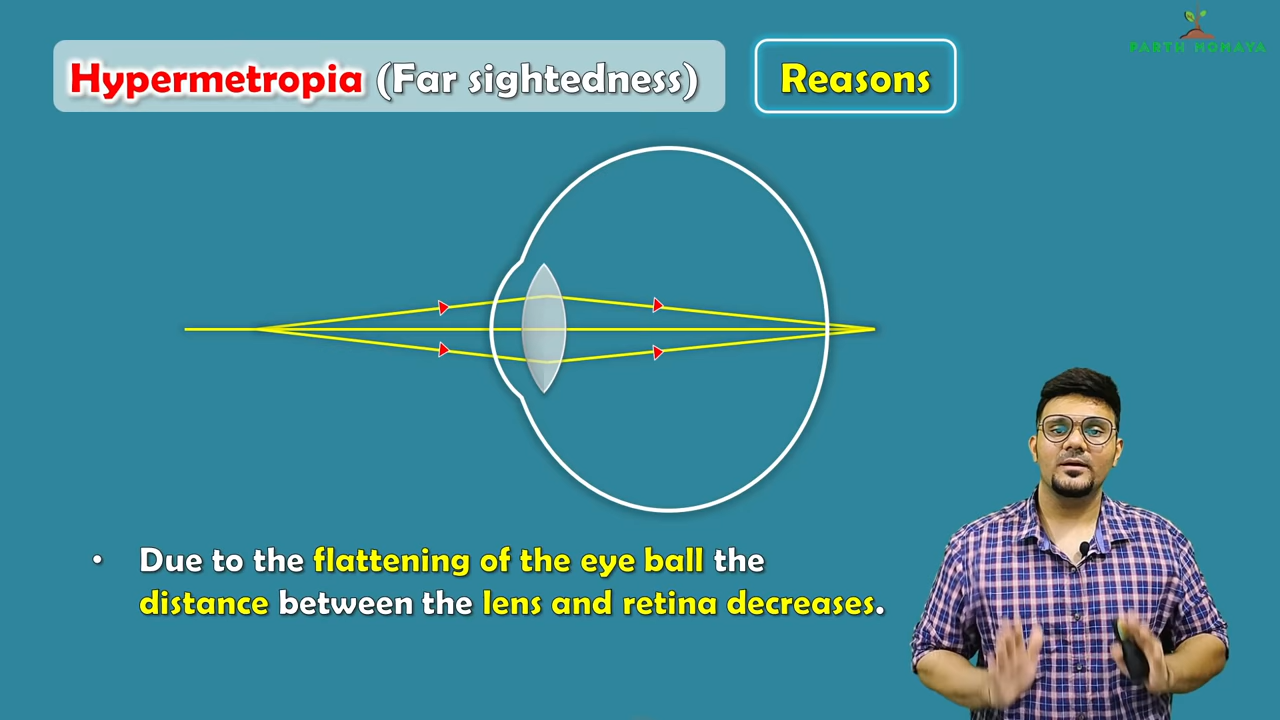 Hypermetropia (Far sightedness)
Reasons
PARTH MOMAYA
• Due to the flattening of the eye ball the
distance between the lens and retina decreases.